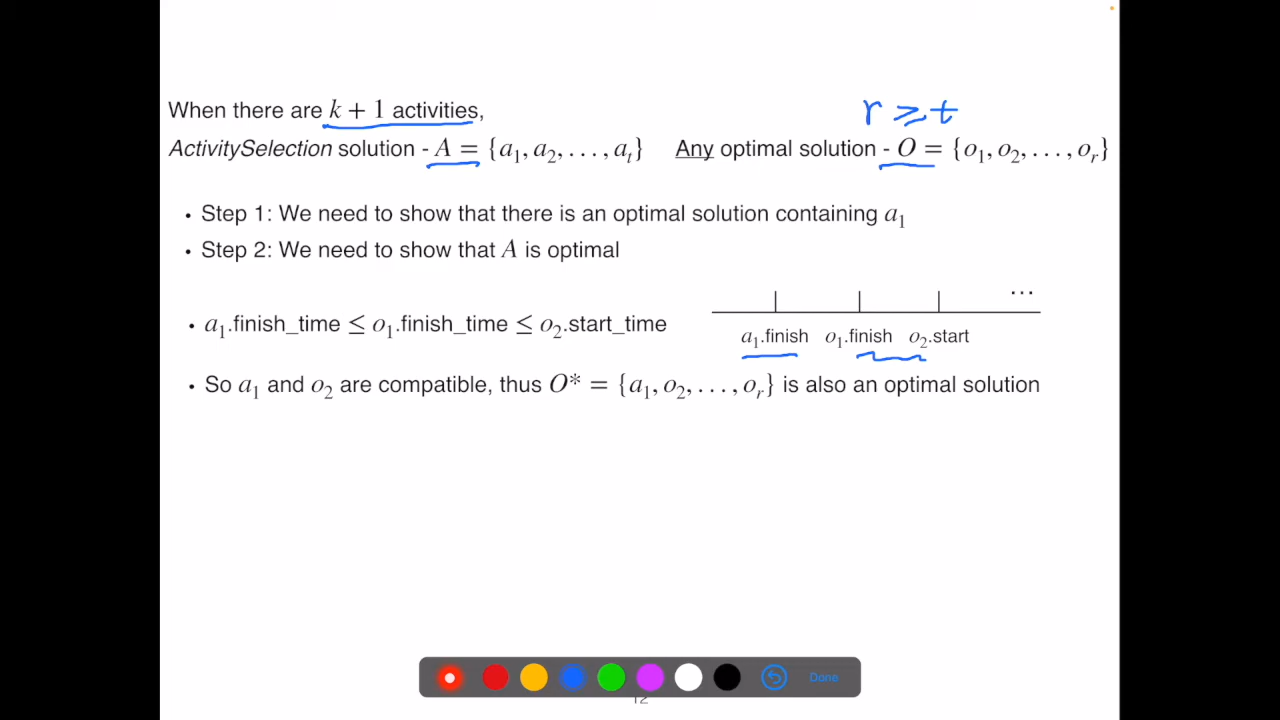 r ≥ t
When there are k + 1 activities,
ActivitySelection solution - A = {a₁, a₂, . . . , aₜ} Any optimal solution - O = {o₁, o₂, . . . , oᵣ}
• Step 1: We need to show that there is an optimal solution containing a₁
• Step 2: We need to show that A is optimal
...
• a₁.finish_time ≤ o₁.finish_time ≤ o₂.start_time
a₁.finish o₁.finish o₂.start
• So a₁ and o₂ are compatible, thus O* = {a₁, o₂, . . . , oᵣ} is also an optimal solution
Done
12